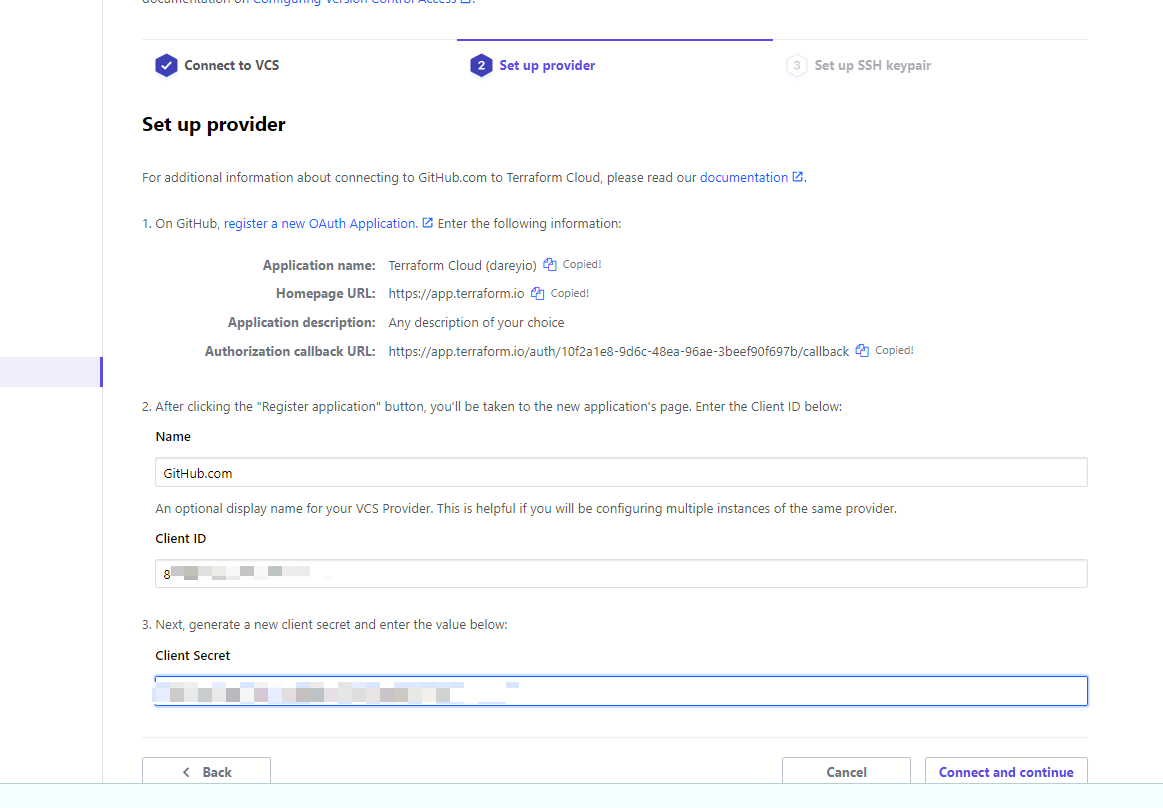 documentation on Configuring Version Control Access.
Connect to VCS
2 Set up provider
3 Set up SSH keypair
Set up provider
For additional information about connecting to GitHub.com to Terraform Cloud, please read our documentation.
1. On GitHub, register a new OAuth Application. Enter the following information:
Application name: Terraform Cloud (dareyio) Copied!
Homepage URL: https://app.terraform.io Copied!
Application description: Any description of your choice
Authorization callback URL: https://app.terraform.io/auth/10f2a1e8-9d6c-48ea-96ae-3beef90f697b/callback Copied!
2. After clicking the "Register application" button, you'll be taken to the new application's page. Enter the Client ID below:
Name
GitHub.com
An optional display name for your VCS Provider. This is helpful if you will be configuring multiple instances of the same provider.
Client ID
8
3. Next, generate a new client secret and enter the value below:
Client Secret
Back
Cancel
Connect and continue